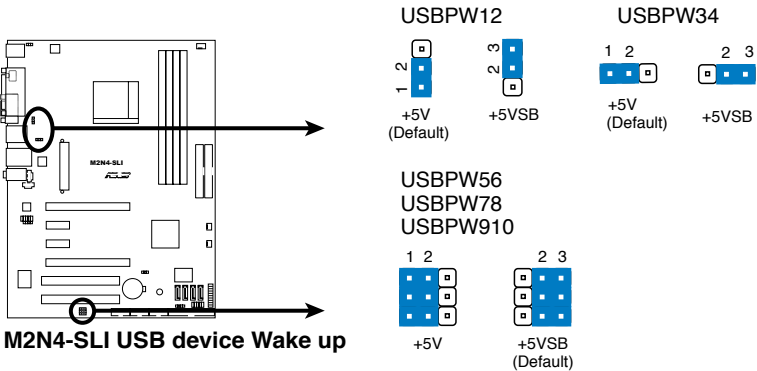 USBPW12
USBPW34
2 3
1 2
1 2
2 3
+5V
(Default)
+5VSB
+5V
(Default)
+5VSB
M2N4-SLI
ASUS
USBPW56
USBPW78
USBPW910
1 2
2 3
+5V
+5VSB
(Default)
M2N4-SLI USB device Wake up